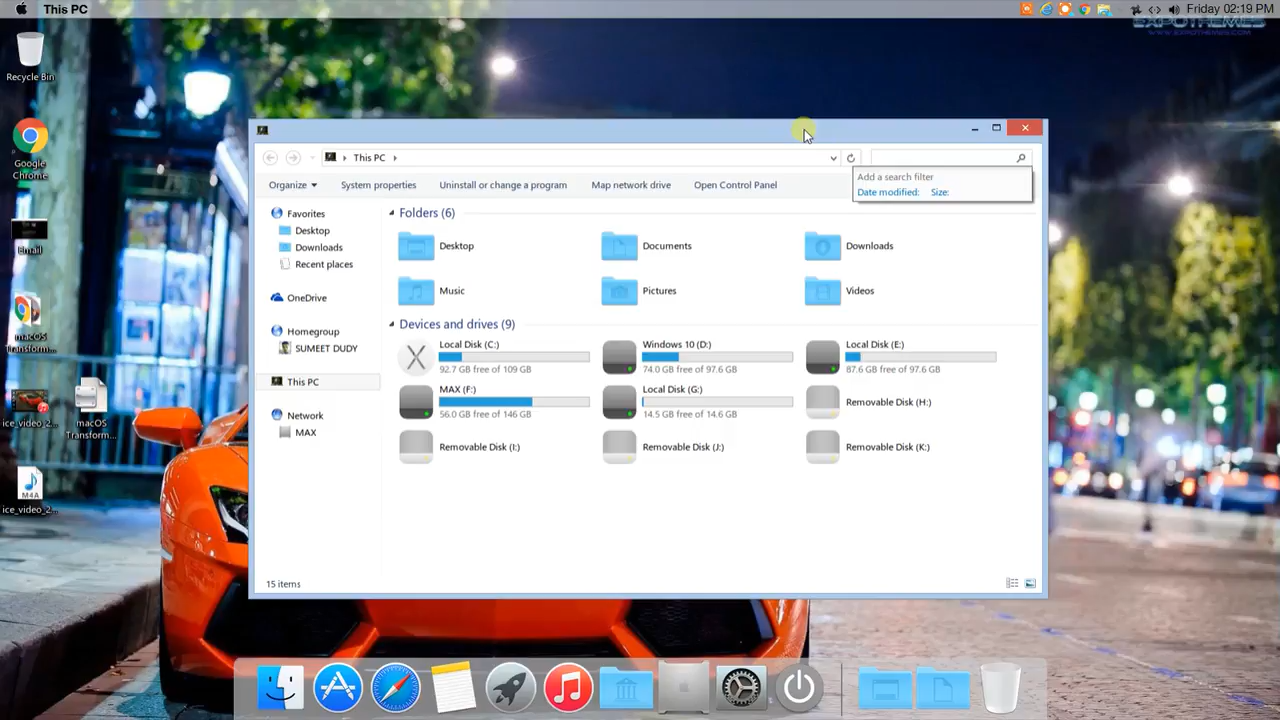 This PC
Friday 02:19 PM
EXPOTHEMES
WWW.EXPOTHEMES.COM
Recycle Bin
Google
Chrome
Email
macOS
Transform...
ice_video_2...
macOS
Transform...
M4A
ice_video_2...
This PC
Organize
System properties
Uninstall or change a program
Map network drive
Open Control Panel
Add a search filter
Date modified: Size:
Favorites
Desktop
Downloads
Recent places
OneDrive
Homegroup
SUMEET DUDY
This PC
Network
MAX
Folders (6)
Desktop
Documents
Downloads
Music
Pictures
Videos
Devices and drives (9)
Local Disk (C:)
92.7 GB free of 109 GB
Windows 10 (D:)
74.0 GB free of 97.6 GB
Local Disk (E:)
87.6 GB free of 97.6 GB
MAX (F:)
56.0 GB free of 146 GB
Local Disk (G:)
14.5 GB free of 14.6 GB
Removable Disk (H:)
Removable Disk (I:)
Removable Disk (J:)
Removable Disk (K:)
15 items